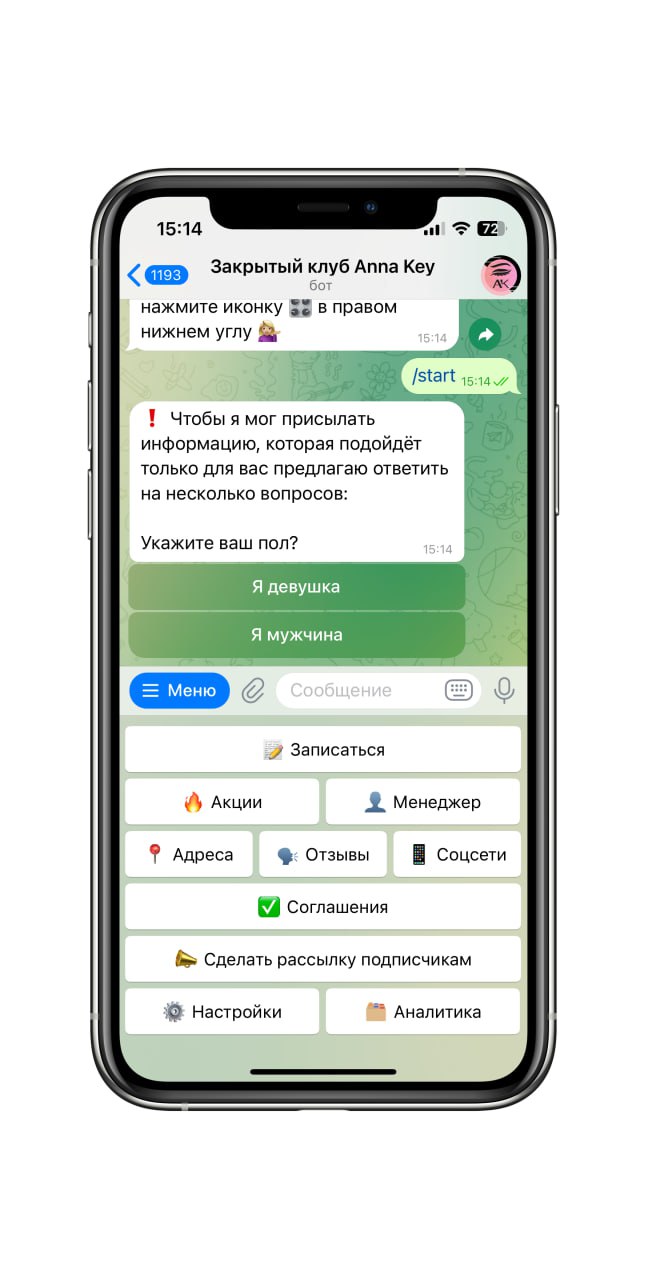 15:14
72
1193
Закрытый клуб Anna Key
бот
AK
нажмите иконку 🎛 в правом
нижнем углу 💁🏼‍♀️
15:14
/start 15:14
❗ Чтобы я мог присылать
информацию, которая подойдёт
только для вас предлагаю ответить
на несколько вопросов:
Укажите ваш пол?
15:14
Я девушка
Я мужчина
Меню
Сообщение
📝 Записаться
🔥 Акции
👤 Менеджер
📍 Адреса
🗣 Отзывы
📱 Соцсети
✅ Соглашения
📣 Сделать рассылку подписчикам
⚙️ Настройки
🗂 Аналитика